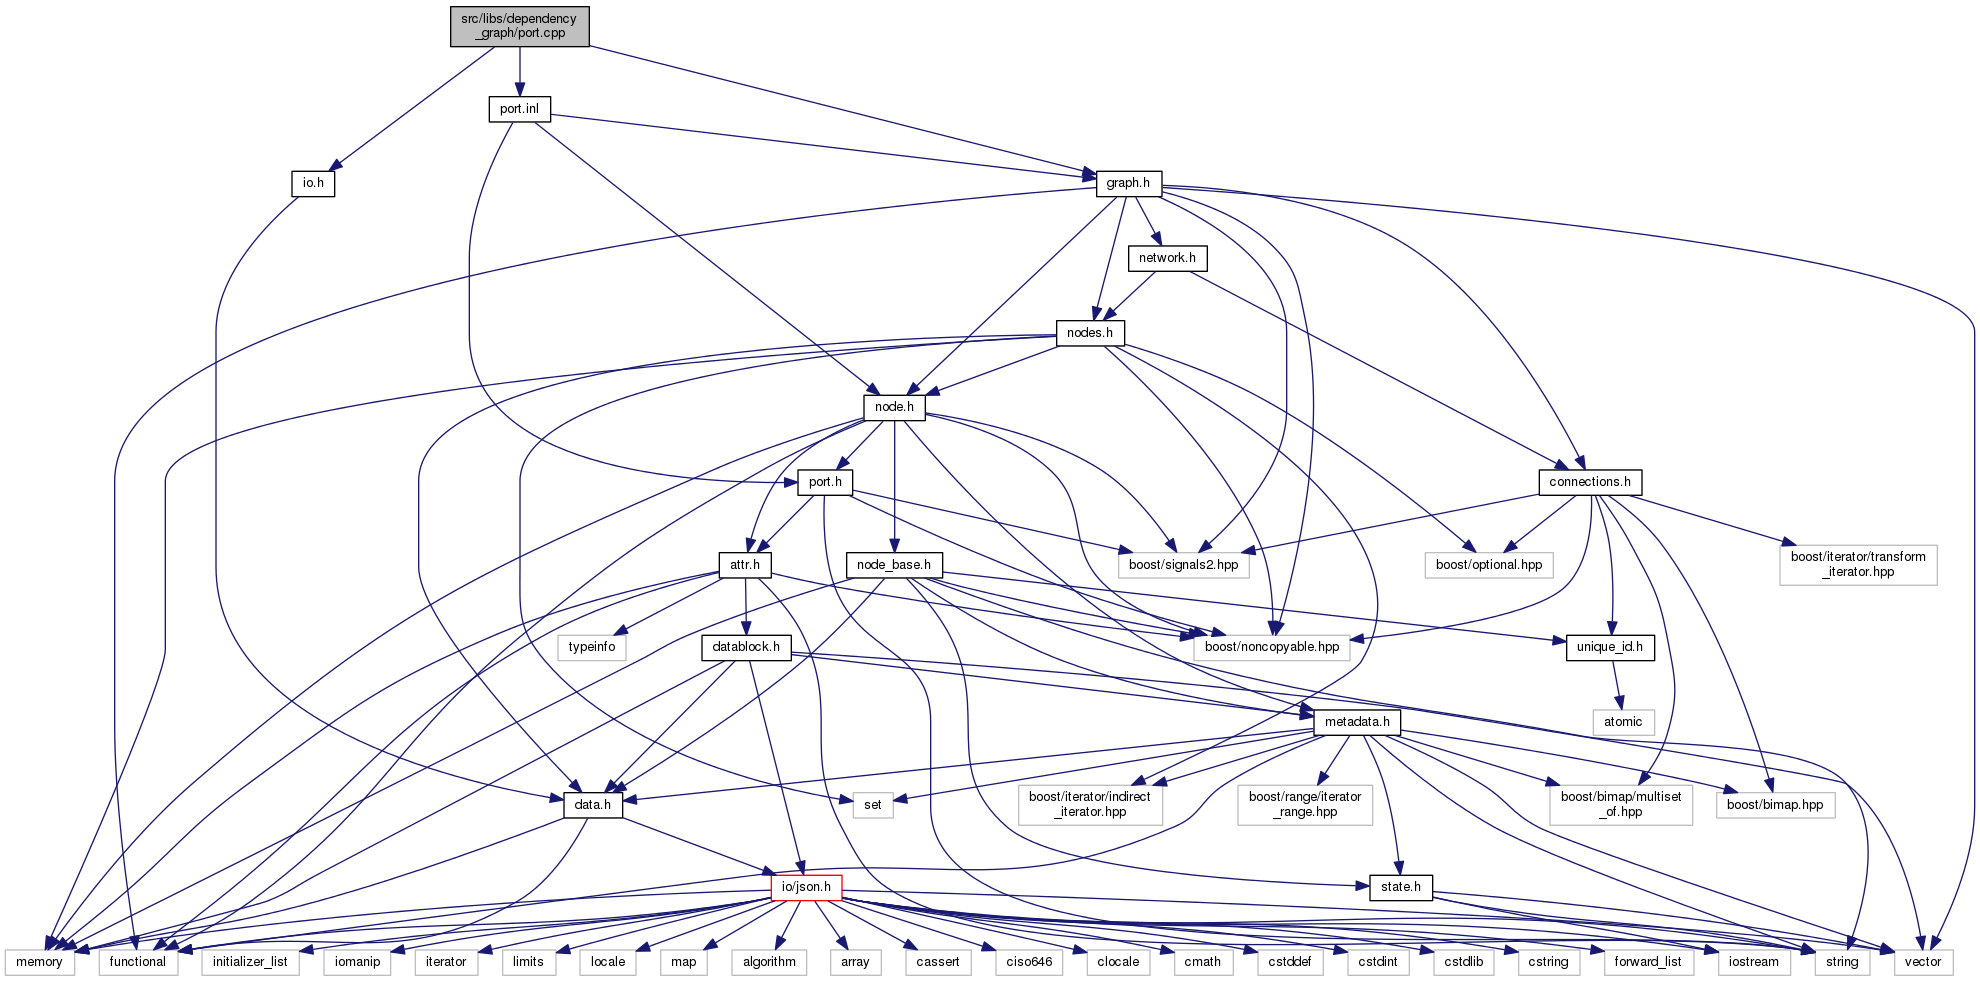 src/libs/dependency
_graph/port.cpp
port.inl
io.h
graph.h
network.h
nodes.h
node.h
port.h
connections.h
attr.h
node_base.h
boost/signals2.hpp
boost/optional.hpp
boost/iterator/transform
_iterator.hpp
typeinfo
datablock.h
boost/noncopyable.hpp
unique_id.h
metadata.h
atomic
data.h
set
boost/iterator/indirect
_iterator.hpp
boost/range/iterator
_range.hpp
boost/bimap/multiset
_of.hpp
boost/bimap.hpp
io/json.h
state.h
memory
functional
initializer_list
iomanip
iterator
limits
locale
map
algorithm
array
cassert
ciso646
clocale
cmath
cstddef
cstdint
cstdlib
cstring
forward_list
iostream
string
vector